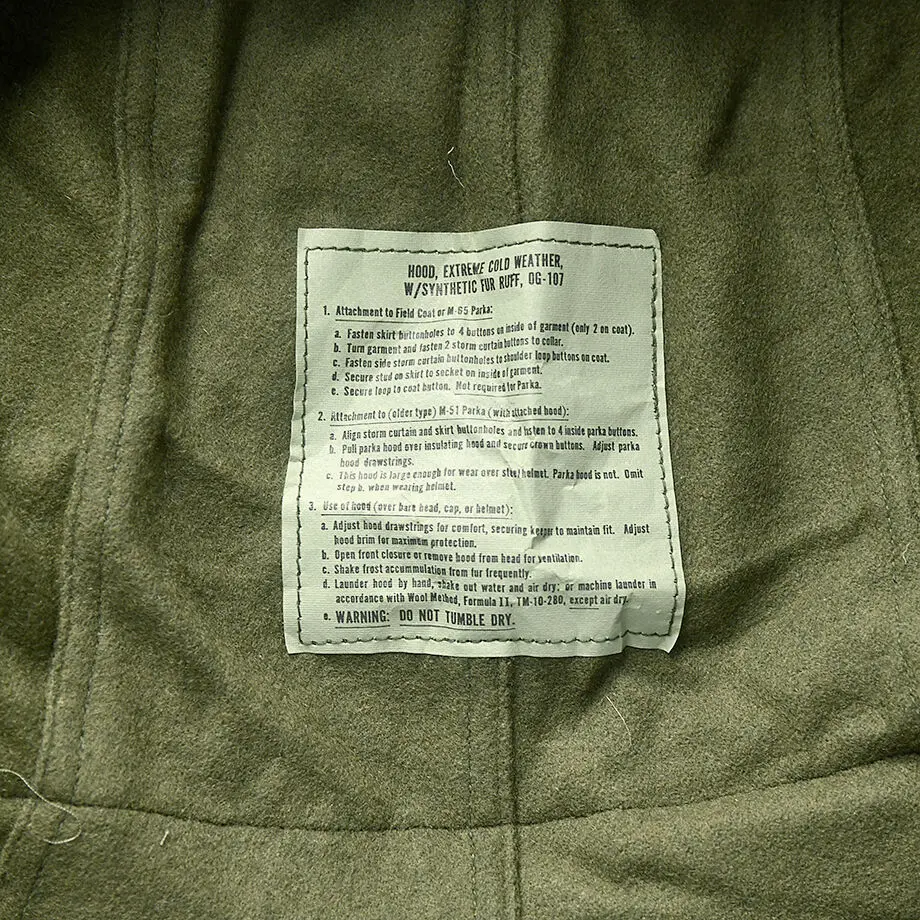 HOOD, EXTREME COLD WEATHER,
W/SYNTHETIC FUR RUFF, OG-107
1. Attachment to Field Coat or M-65 Parka:
a. Fasten skirt buttonholes to 4 buttons on inside of garment (only 2 on coat).
b. Turn garment and fasten 2 storm curtain buttons to collar.
c. Fasten side storm curtain buttonholes to shoulder loop buttons on coat.
d. Secure stud on skirt to socket on inside of garment.
e. Secure loop to coat button. Not required for Parka.
2. Attachment to (older type) M-51 Parka (with attached hood):
a. Align storm curtain and skirt buttonholes and fasten to 4 inside parka buttons.
b. Pull parka hood over insulating hood and secure crown buttons. Adjust parka
hood drawstrings.
c. This hood is large enough for wear over steel helmet. Parka hood is not. Omit
step b. when wearing helmet.
3. Use of hood (over bare head, cap, or helmet):
a. Adjust hood drawstrings for comfort, securing keeper to maintain fit. Adjust
hood brim for maximum protection.
b. Open front closure or remove hood from head for ventilation.
c. Shake frost accummulation from fur frequently.
d. Launder hood by hand, shake out water and air dry; or machine launder in
accordance with Wool Method, Formula II, TM-10-280, except air dry.
e. WARNING: DO NOT TUMBLE DRY.